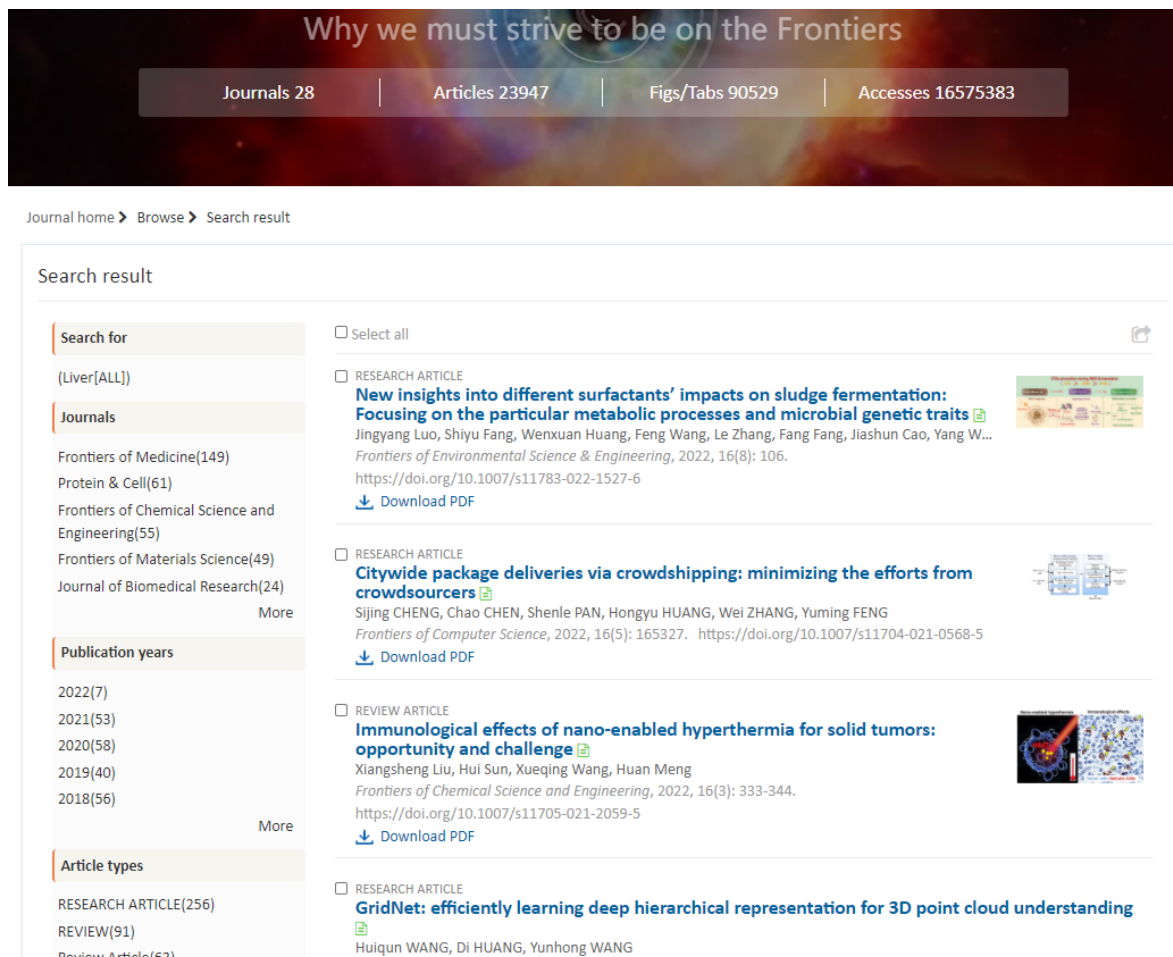 Why we must strive to be on the Frontiers
Journals 28
Articles 23947
Figs/Tabs 90529
Accesses 16575383
Journal home > Browse > Search result
Search result
Search for
(Liver[ALL])
Journals
Frontiers of Medicine(149)
Protein & Cell(61)
Frontiers of Chemical Science and
Engineering(55)
Frontiers of Materials Science(49)
Journal of Biomedical Research(24)
More
Publication years
2022(7)
2021(53)
2020(58)
2019(40)
2018(56)
More
Article types
RESEARCH ARTICLE(256)
REVIEW(91)
Select all
RESEARCH ARTICLE
New insights into different surfactants’ impacts on sludge fermentation:
Focusing on the particular metabolic processes and microbial genetic traits
Jingyang Luo, Shiyu Fang, Wenxuan Huang, Feng Wang, Le Zhang, Fang Fang, Jiashun Cao, Yang W...
Frontiers of Environmental Science & Engineering, 2022, 16(8): 106.
https://doi.org/10.1007/s11783-022-1527-6
Download PDF
RESEARCH ARTICLE
Citywide package deliveries via crowdshipping: minimizing the efforts from
crowdsourcers
Sijing CHENG, Chao CHEN, Shenle PAN, Hongyu HUANG, Wei ZHANG, Yuming FENG
Frontiers of Computer Science, 2022, 16(5): 165327. https://doi.org/10.1007/s11704-021-0568-5
Download PDF
REVIEW ARTICLE
Immunological effects of nano-enabled hyperthermia for solid tumors:
opportunity and challenge
Xiangsheng Liu, Hui Sun, Xueqing Wang, Huan Meng
Frontiers of Chemical Science and Engineering, 2022, 16(3): 333-344.
https://doi.org/10.1007/s11705-021-2059-5
Download PDF
RESEARCH ARTICLE
GridNet: efficiently learning deep hierarchical representation for 3D point cloud understanding
Huiqun WANG, Di HUANG, Yunhong WANG